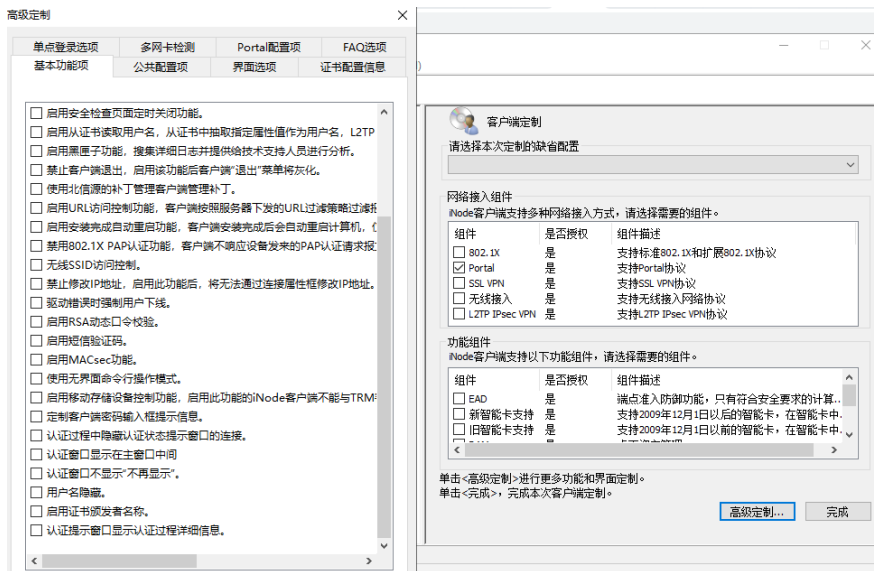 高级定制
单点登录选项 多网卡检测 Portal配置项 FAQ选项
基本功能项 公共配置项 界面选项 证书配置信息
启用安全检查页面定时关闭功能。
启用从证书读取用户名，从证书中抽取指定属性值作为用户名，L2TP
启用黑匣子功能，搜集详细日志并提供给技术支持人员进行分析。
禁止客户端退出，启用该功能后客户端“退出”菜单将灰化。
使用北信源的补丁管理客户端管理补丁。
启用URL访问控制功能，客户端按照服务器下发的URL过滤策略过滤
启用安装完成自动重启功能，客户端安装完成后会自动重启计算机，
禁用802.1X PAP认证功能，客户端不响应设备发来的PAP认证请求报
无线SSID访问控制。
禁止修改IP地址，启用此功能后，将无法通过连接属性框修改IP地址。
驱动错误时强制用户下线。
启用RSA动态口令校验。
启用短信验证码。
启用MACsec功能。
使用无界面命令行操作模式。
启用移动存储设备控制功能，启用此功能的iNode客户端不能与TRM
定制客户端密码输入框提示信息。
认证过程中隐藏认证状态提示窗口的连接。
认证窗口显示在主窗口中间
认证窗口不显示“不再显示”。
用户名隐藏。
启用证书颁发者名称。
认证提示窗口显示认证过程详细信息。
客户端定制
请选择本次定制的缺省配置
网络接入组件
iNode客户端支持多种网络接入方式，请选择需要的组件。
组件 是否授权 组件描述
802.1X 是 支持标准802.1X和扩展802.1X协议
Portal 是 支持Portal协议
SSL VPN 是 支持SSL VPN协议
无线接入 是 支持无线接入网络协议
L2TP IPsec VPN 是 支持L2TP IPsec VPN协议
功能组件
iNode客户端支持以下功能组件，请选择需要的组件。
组件 是否授权 组件描述
EAD 是 端点准入防御功能，只有符合安全要求的计算..
新智能卡支持 是 支持2009年12月1日以后的智能卡，在智能卡中.
旧智能卡支持 是 支持2009年12月1日以前的智能卡，在智能卡中.
单击<高级定制>进行更多功能和界面定制。
单击<完成>，完成本次客户端定制。
高级定制... 完成